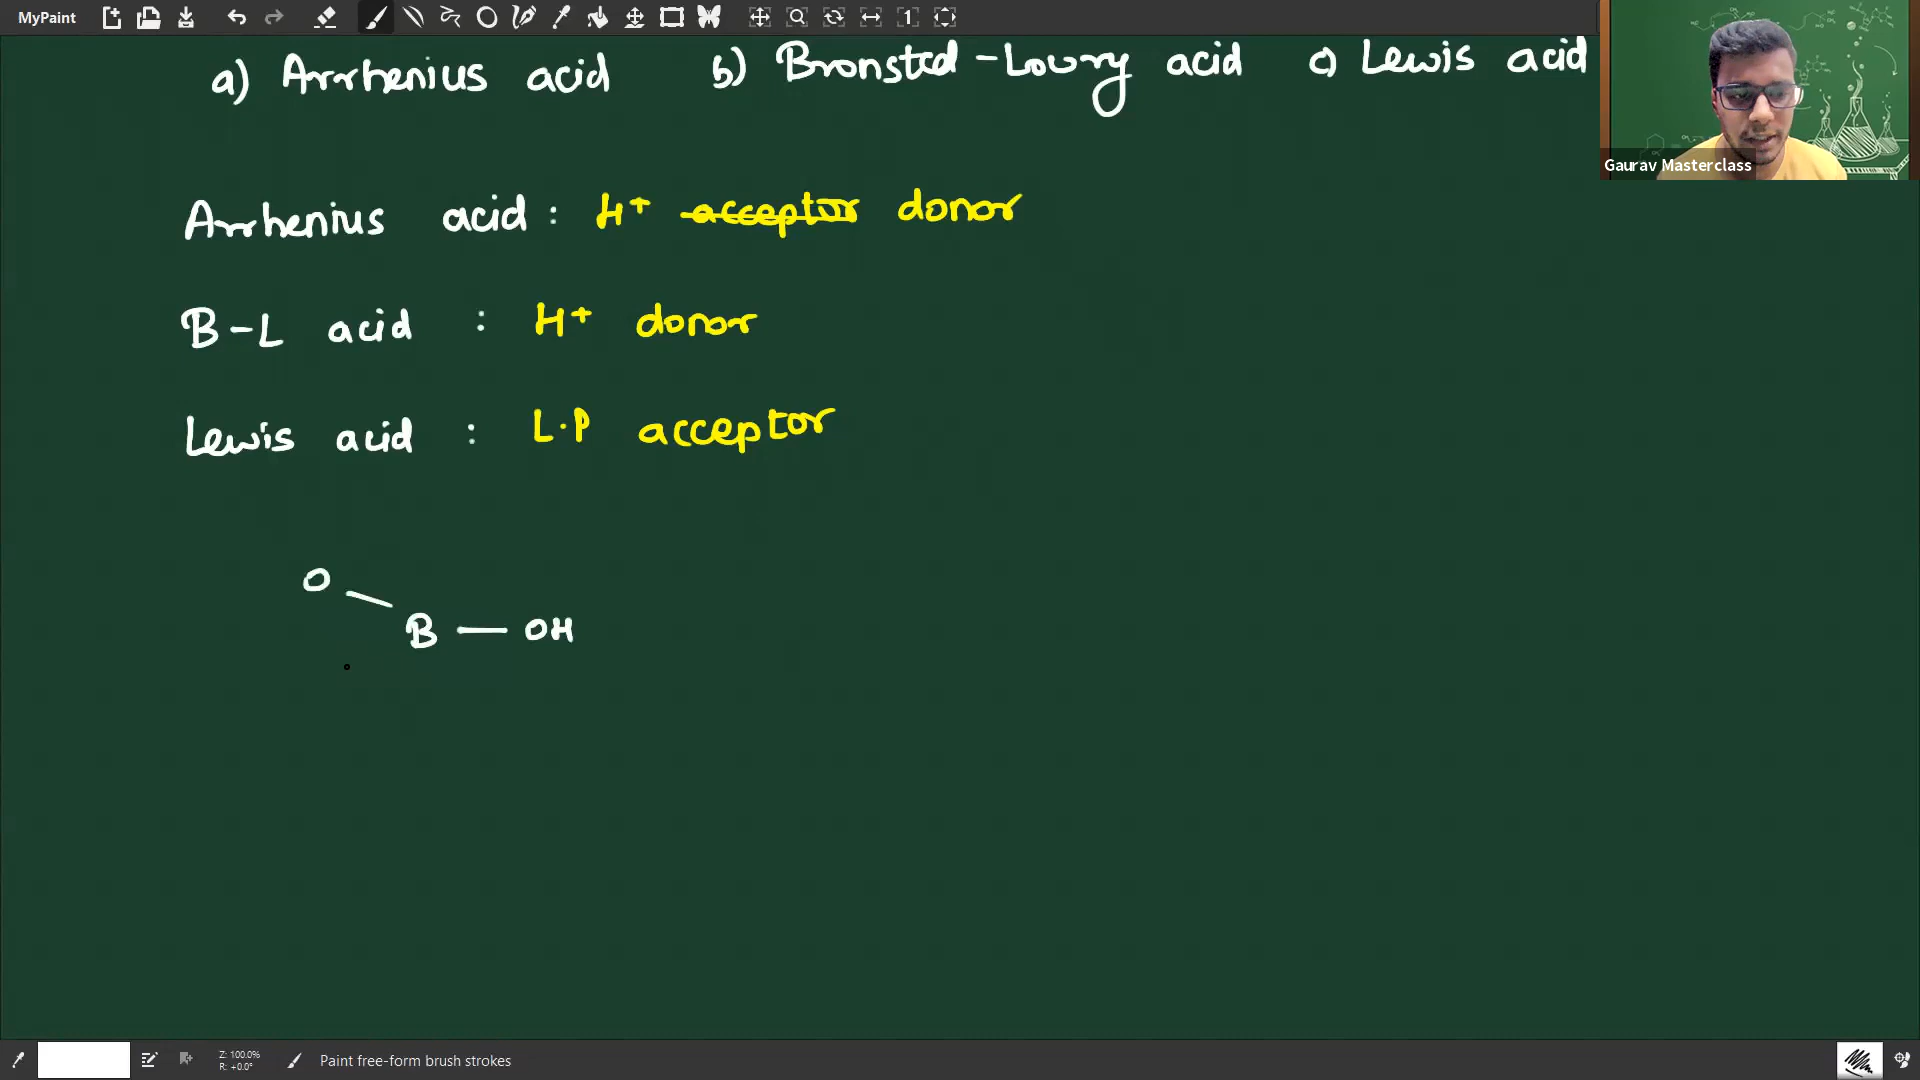 MyPaint
a) Arrhenius acid b) Bronsted-Lowry acid c) Lewis acid
Gaurav Masterclass
Arrhenius acid : H+ acceptor donor
B-L acid : H+ donor
Lewis acid : L.P acceptor
O
B — OH
Z: 100.0%
R: +0.0°
Paint free-form brush strokes